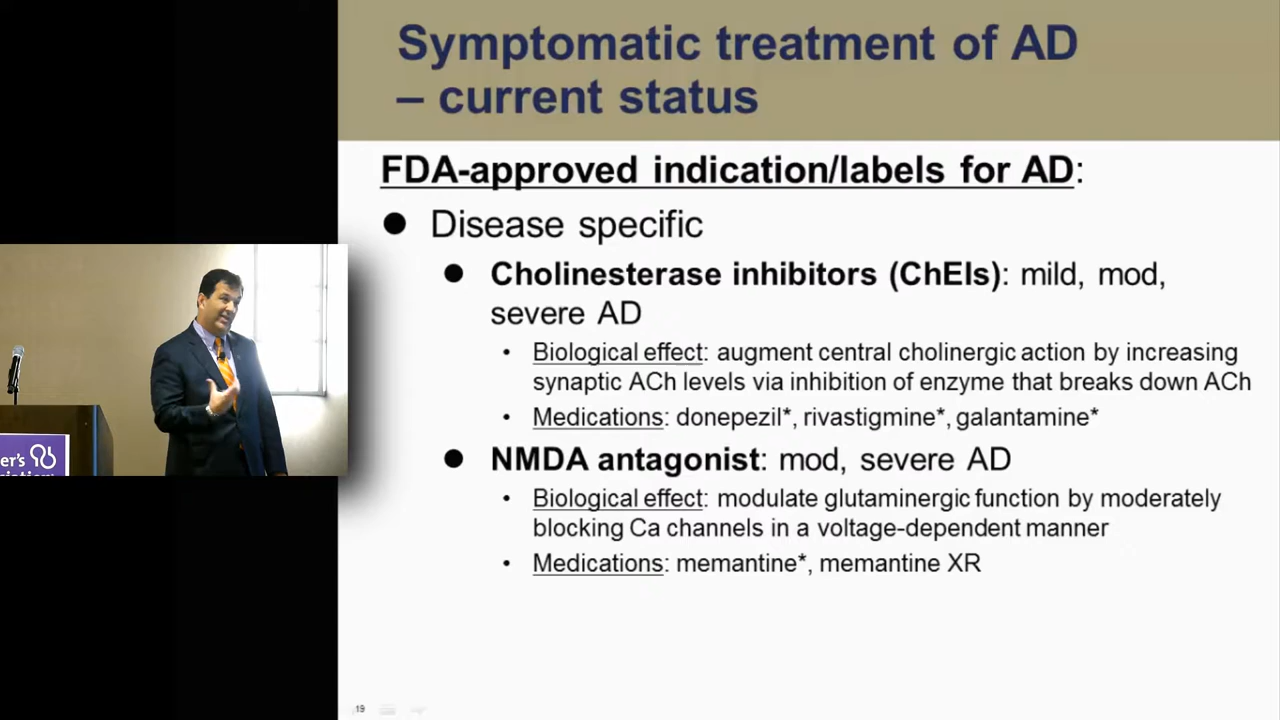 Symptomatic treatment of AD
– current status
FDA-approved indication/labels for AD:
● Disease specific
● Cholinesterase inhibitors (ChEIs): mild, mod,
severe AD
• Biological effect: augment central cholinergic action by increasing
synaptic ACh levels via inhibition of enzyme that breaks down ACh
• Medications: donepezil*, rivastigmine*, galantamine*
● NMDA antagonist: mod, severe AD
• Biological effect: modulate glutaminergic function by moderately
blocking Ca channels in a voltage-dependent manner
• Medications: memantine*, memantine XR
er's
19